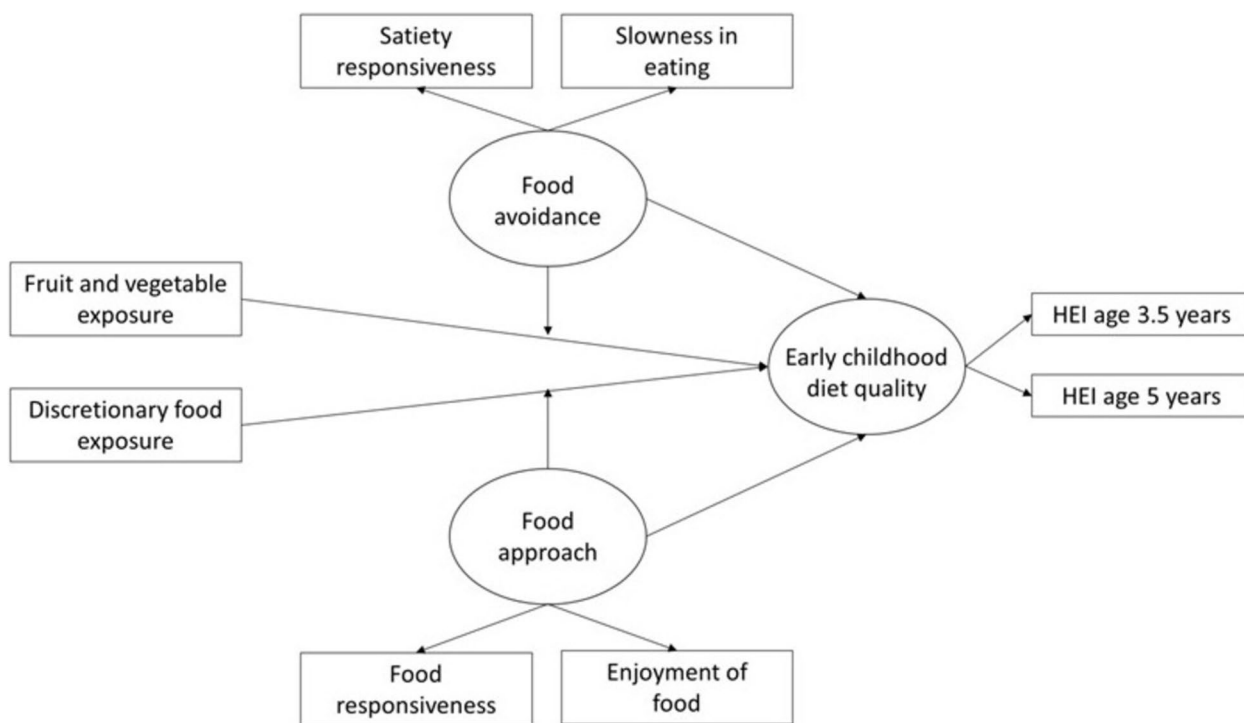 Satiety
responsiveness
Slowness in
eating
Food
avoidance
Fruit and vegetable
exposure
HEI age 3.5 years
Early childhood
diet quality
HEI age 5 years
Discretionary food
exposure
Food
approach
Food
responsiveness
Enjoyment of
food